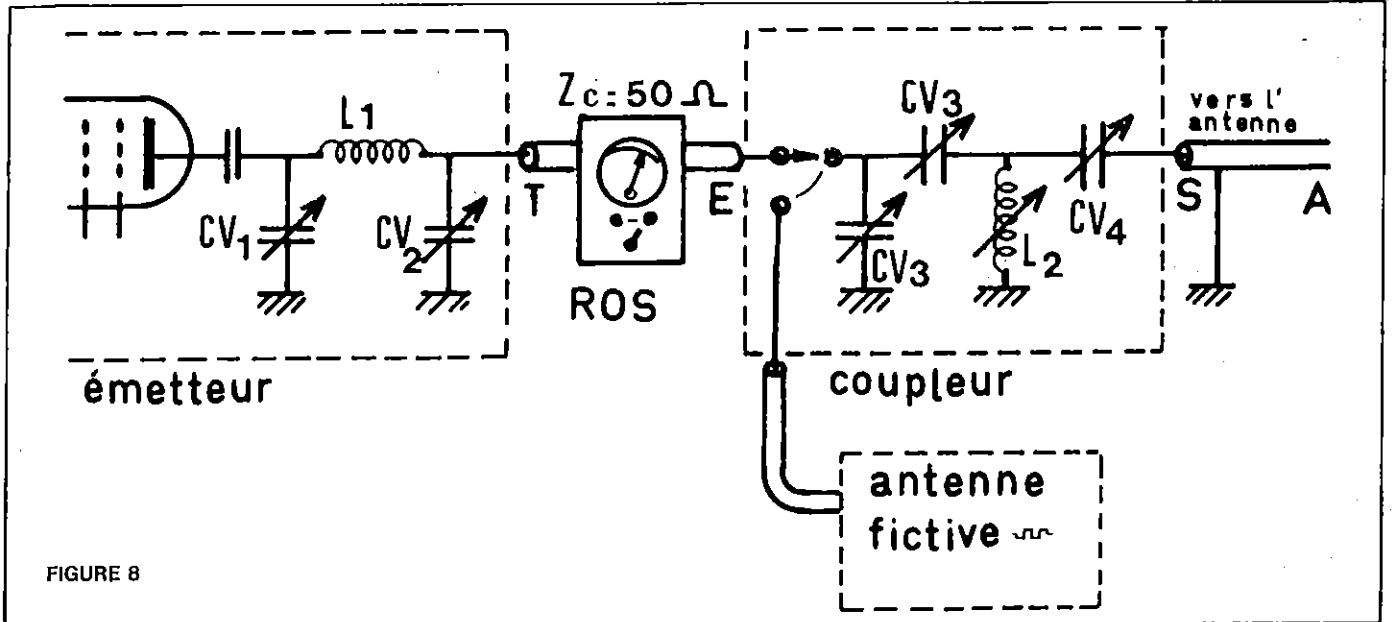 Zc=50 Ω
L1
CV1
CV2
T
E
ROS
CV3
CV3
L2
CV4
vers l'
antenne
S
A
émetteur
coupleur
antenne
fictive
FIGURE 8